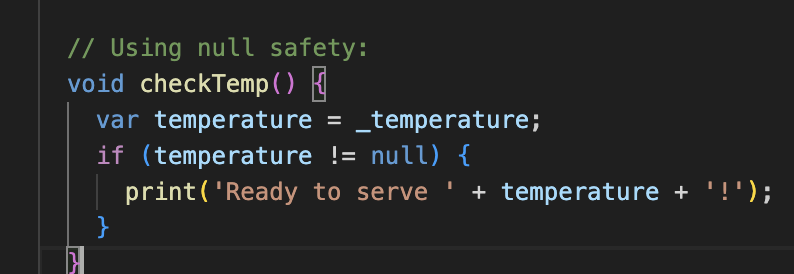 // Using null safety:
void checkTemp() {
  var temperature = _temperature;
  if (temperature != null) {
    print('Ready to serve ' + temperature + '!');
  }
}